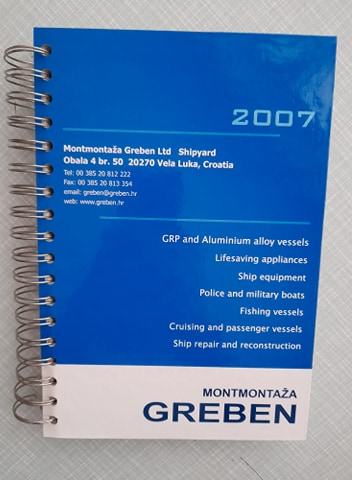 2007
Montmontaža Greben Ltd Shipyard
Obala 4 br. 50 20270 Vela Luka, Croatia
Tel: 00 385 20 812 222
Fax: 00 385 20 813 354
email: greben@greben.hr
web: www.greben.hr
GRP and Aluminium alloy vessels
Lifesaving appliances
Ship equipment
Police and military boats
Fishing vessels
Cruising and passenger vessels
Ship repair and reconstruction
MONTMONTAŽA
GREBEN